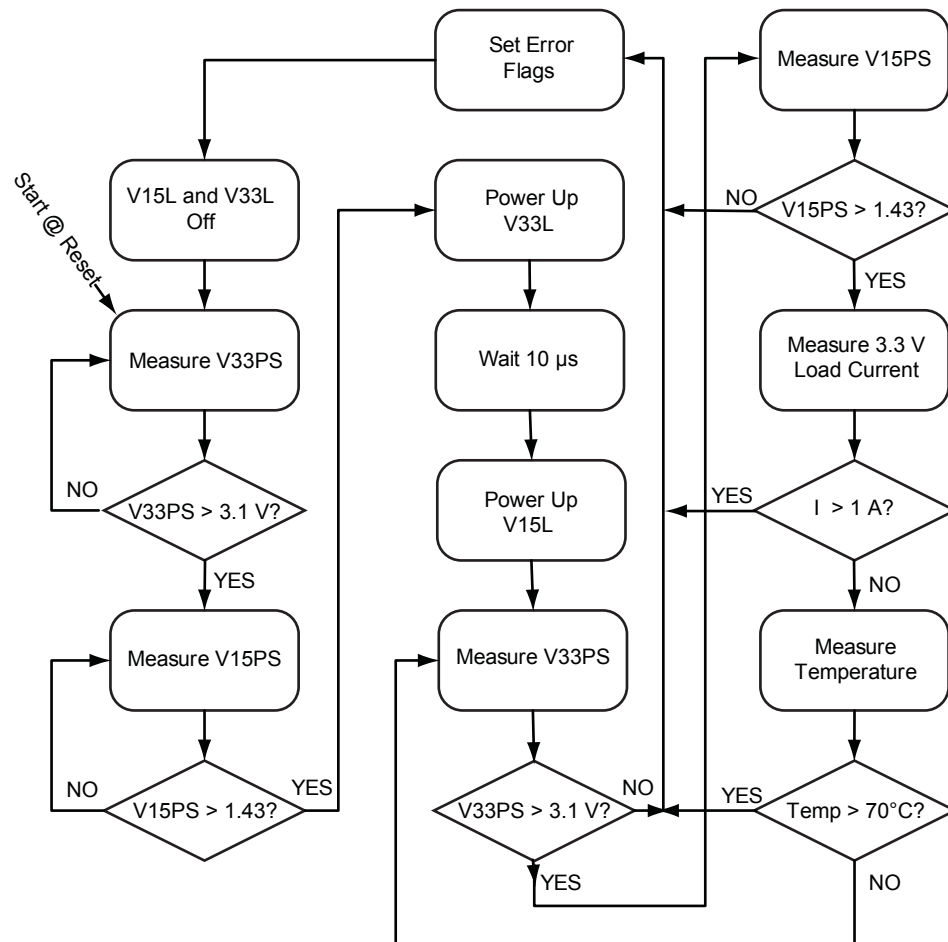 Set Error
Flags
V15L and V33L
Off
Start @ Reset
Measure V33PS
NO
V33PS > 3.1 V?
YES
Measure V15PS
NO
V15PS > 1.43?
YES
Power Up
V33L
Wait 10 µs
Power Up
V15L
Measure V33PS
V33PS > 3.1 V?
NO
YES
Measure V15PS
NO
V15PS > 1.43?
YES
Measure 3.3 V
Load Current
YES
I > 1 A?
NO
Measure
Temperature
YES
Temp > 70°C?
NO